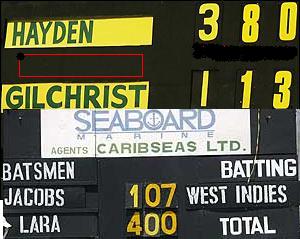 HAYDEN 380
GILCHRIST 113
SEABOARD
MARINE
AGENTS CARIBSEAS LTD.
BATSMEN BATTING
JACOBS 107 WEST INDIES
LARA 400 TOTAL